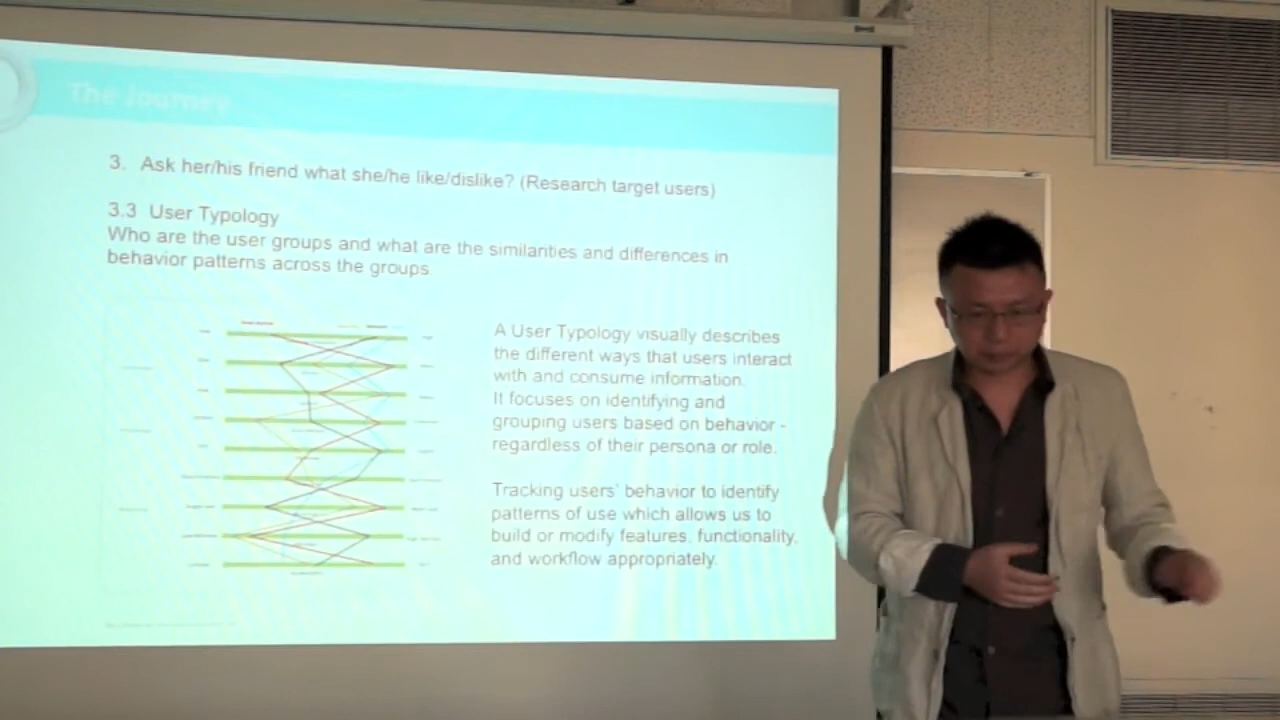 The Journey
3. Ask her/his friend what she/he like/dislike? (Research target users)
3.3 User Typology
Who are the user groups and what are the similarities and differences in
behavior patterns across the groups
A User Typology visually describes
the different ways that users interact
with and consume information.
It focuses on identifying and
grouping users based on behavior -
regardless of their persona or role.
Tracking users' behavior to identify
patterns of use which allows us to
build or modify features, functionality,
and workflow appropriately.